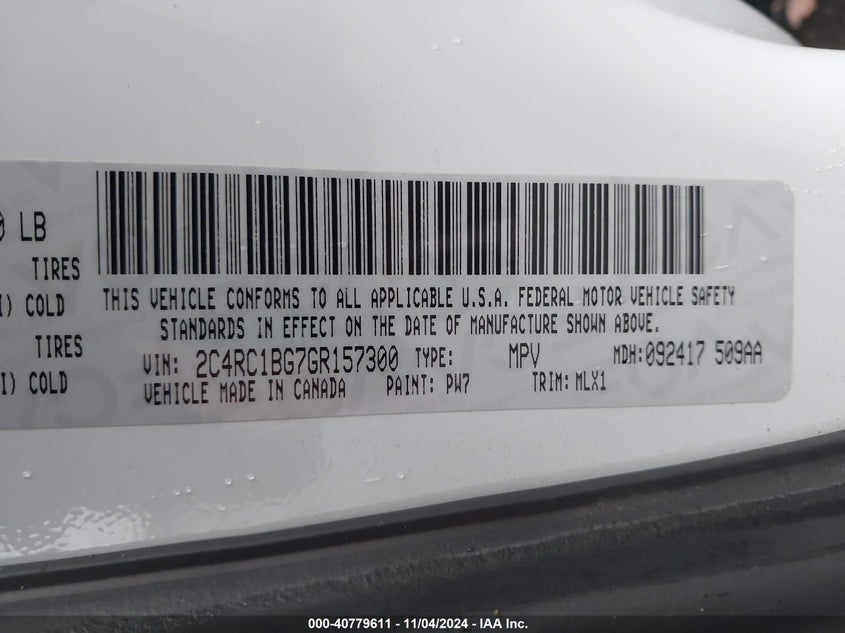 0 LB
TIRES
I) COLD
TIRES
I) COLD
THIS VEHICLE CONFORMS TO ALL APPLICABLE U.S.A. FEDERAL MOTOR VEHICLE SAFETY
STANDARDS IN EFFECT ON THE DATE OF MANUFACTURE SHOWN ABOVE.
VIN: 2C4RC1BG7GR157300 TYPE: MPV MDH:092417 509AA
VEHICLE MADE IN CANADA PAINT: PW7 TRIM: MLX1
000-40779611 - 11/04/2024 - IAA Inc.